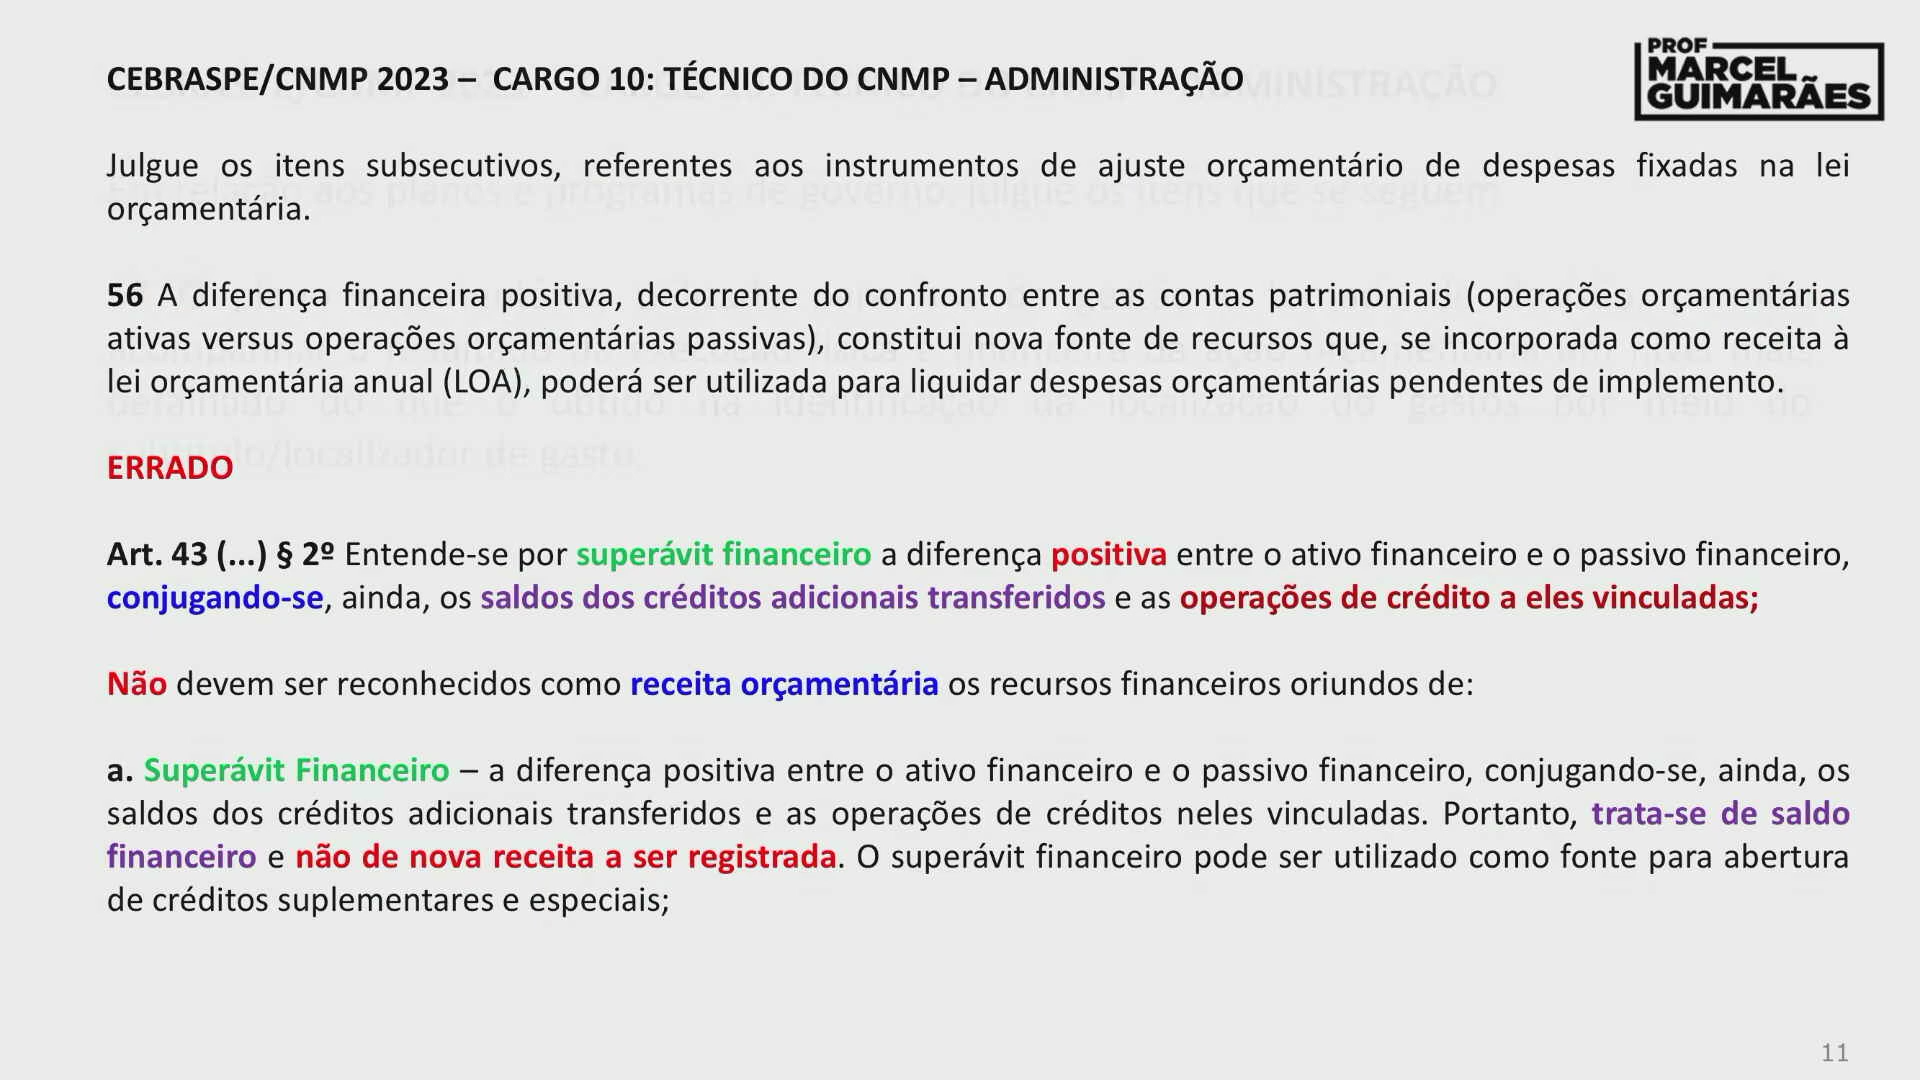 CEBRASPE/CNMP 2023 – CARGO 10: TÉCNICO DO CNMP – ADMINISTRAÇÃO
PROF
MARCEL
GUIMARÃES
Julgue os itens subsecutivos, referentes aos instrumentos de ajuste orçamentário de despesas fixadas na lei
orçamentária.
56 A diferença financeira positiva, decorrente do confronto entre as contas patrimoniais (operações orçamentárias
ativas versus operações orçamentárias passivas), constitui nova fonte de recursos que, se incorporada como receita à
lei orçamentária anual (LOA), poderá ser utilizada para liquidar despesas orçamentárias pendentes de implemento.
ERRADO
Art. 43 (...) § 2º Entende-se por superávit financeiro a diferença positiva entre o ativo financeiro e o passivo financeiro,
conjugando-se, ainda, os saldos dos créditos adicionais transferidos e as operações de crédito a eles vinculadas;
Não devem ser reconhecidos como receita orçamentária os recursos financeiros oriundos de:
a. Superávit Financeiro – a diferença positiva entre o ativo financeiro e o passivo financeiro, conjugando-se, ainda, os
saldos dos créditos adicionais transferidos e as operações de créditos neles vinculadas. Portanto, trata-se de saldo
financeiro e não de nova receita a ser registrada. O superávit financeiro pode ser utilizado como fonte para abertura
de créditos suplementares e especiais;
11